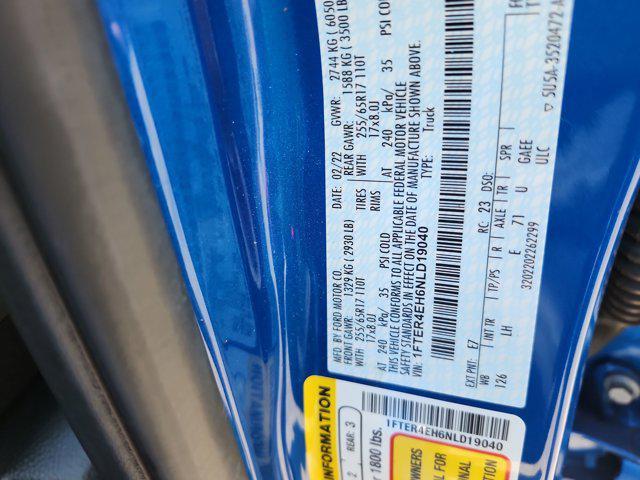 MFD. BY FORD MOTOR CO.
DATE: 02/22 GVWR: 2744 KG ( 6050
FRONT GAWR: 1329 KG ( 2930 LB)
REAR GAWR: 1588 KG ( 3500 LB
255/65R17 110T TIRES WITH 255/65R17 110T
17x8.0J RIMS 17x8.0J
AT 240 kPa/ 35 PSI COLD AT 240 kPa/ 35 PSI COLD
THIS VEHICLE CONFORMS TO ALL APPLICABLE FEDERAL MOTOR VEHICLE
SAFETY STANDARDS IN EFFECT ON THE DATE OF MANUFACTURE SHOWN ABOVE.
VIN: 1FTER4EH6NLD19040
TYPE: Truck
EXT PNT: E7 RC: 23 DSO:
WB INT TR TP/PS R AXLE TR SPR
126 LH E 71 U GAEE
3202202262299 ULC
▽ 5U5A-3520472-A
INFORMATION
1FTER4EH6NLD19040
2 REAR: 3
r 1800 lbs.